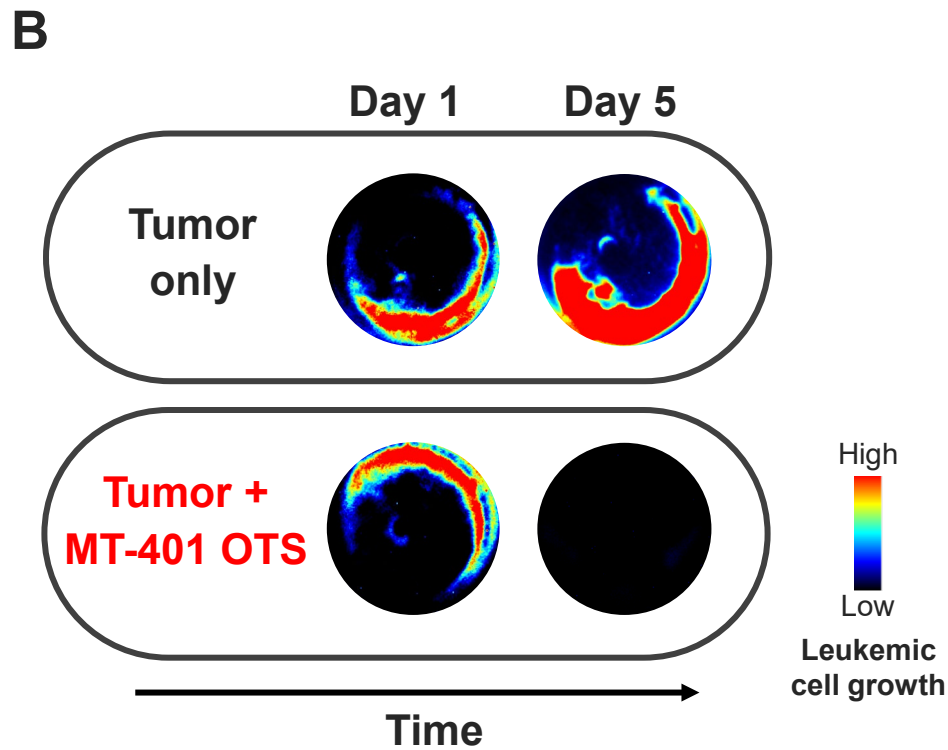 B
Day 1
Day 5
Tumor
only
Tumor +
MT-401 OTS
High
Low
Leukemic
cell growth
Time